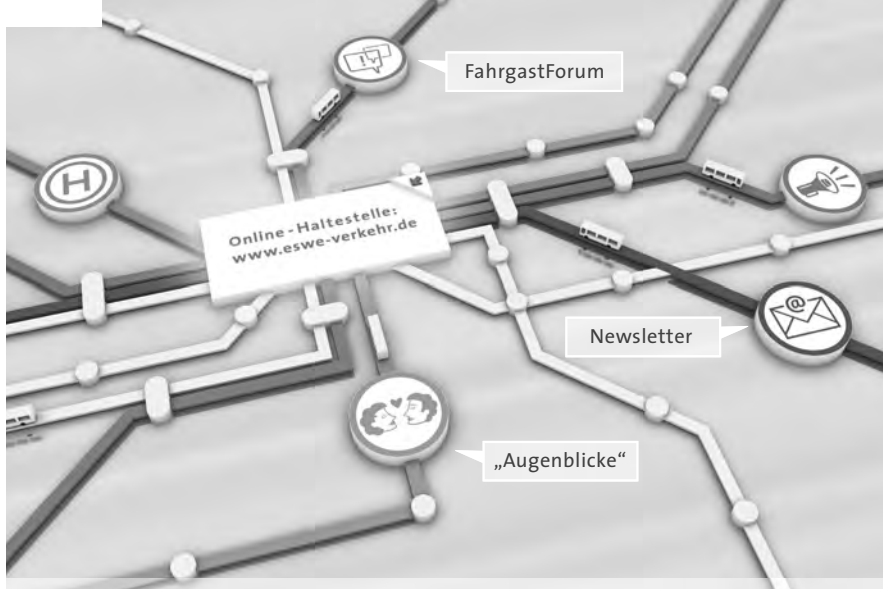 FahrgastForum
H
Online-Haltestelle:
www.eswe-verkehr.de
@
Newsletter
„Augenblicke“